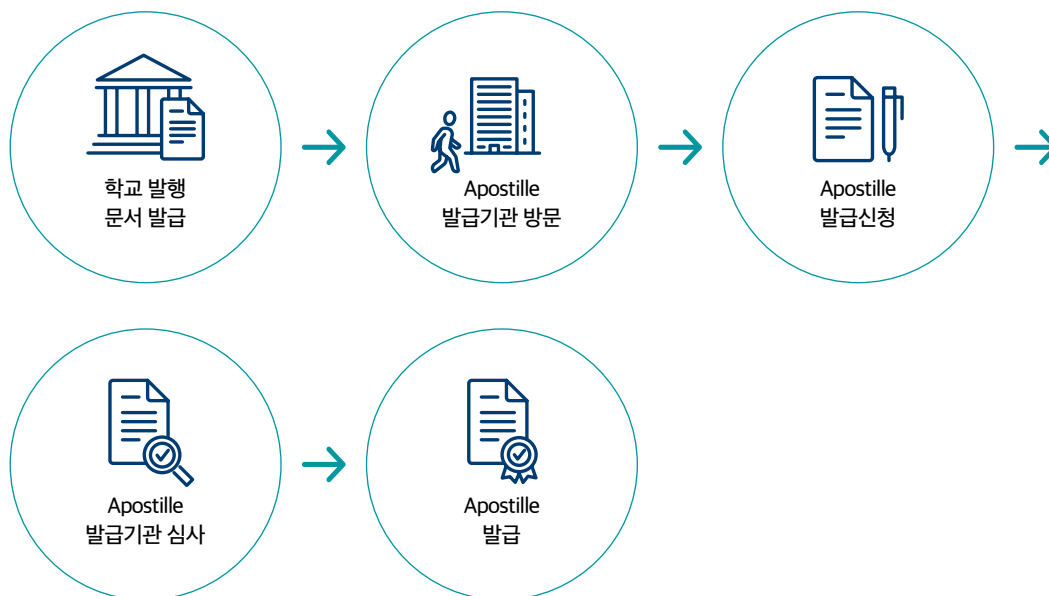 학교 발행
문서 발급
Apostille
발급기관 방문
Apostille
발급신청
Apostille
발급기관 심사
Apostille
발급